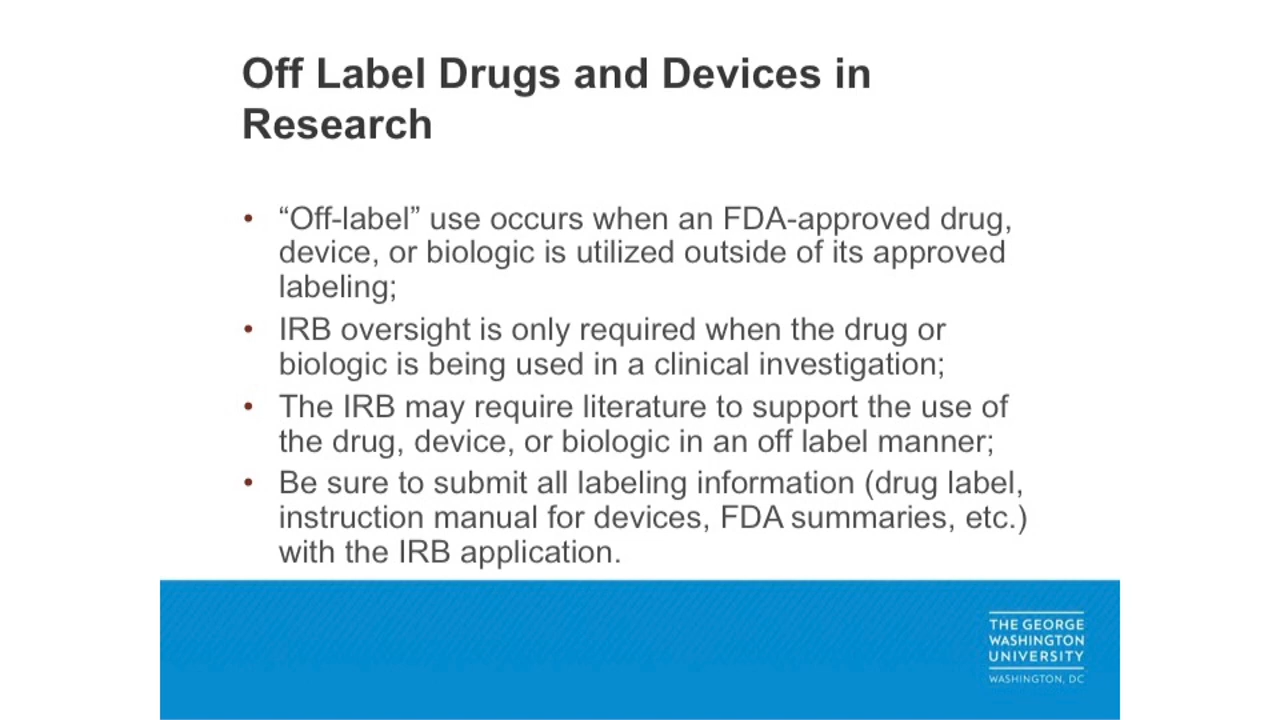 Off Label Drugs and Devices in
Research
• “Off-label” use occurs when an FDA-approved drug,
device, or biologic is utilized outside of its approved
labeling;
• IRB oversight is only required when the drug or
biologic is being used in a clinical investigation;
• The IRB may require literature to support the use of
the drug, device, or biologic in an off label manner;
• Be sure to submit all labeling information (drug label,
instruction manual for devices, FDA summaries, etc.)
with the IRB application.
THE GEORGE
WASHINGTON
UNIVERSITY
WASHINGTON, DC